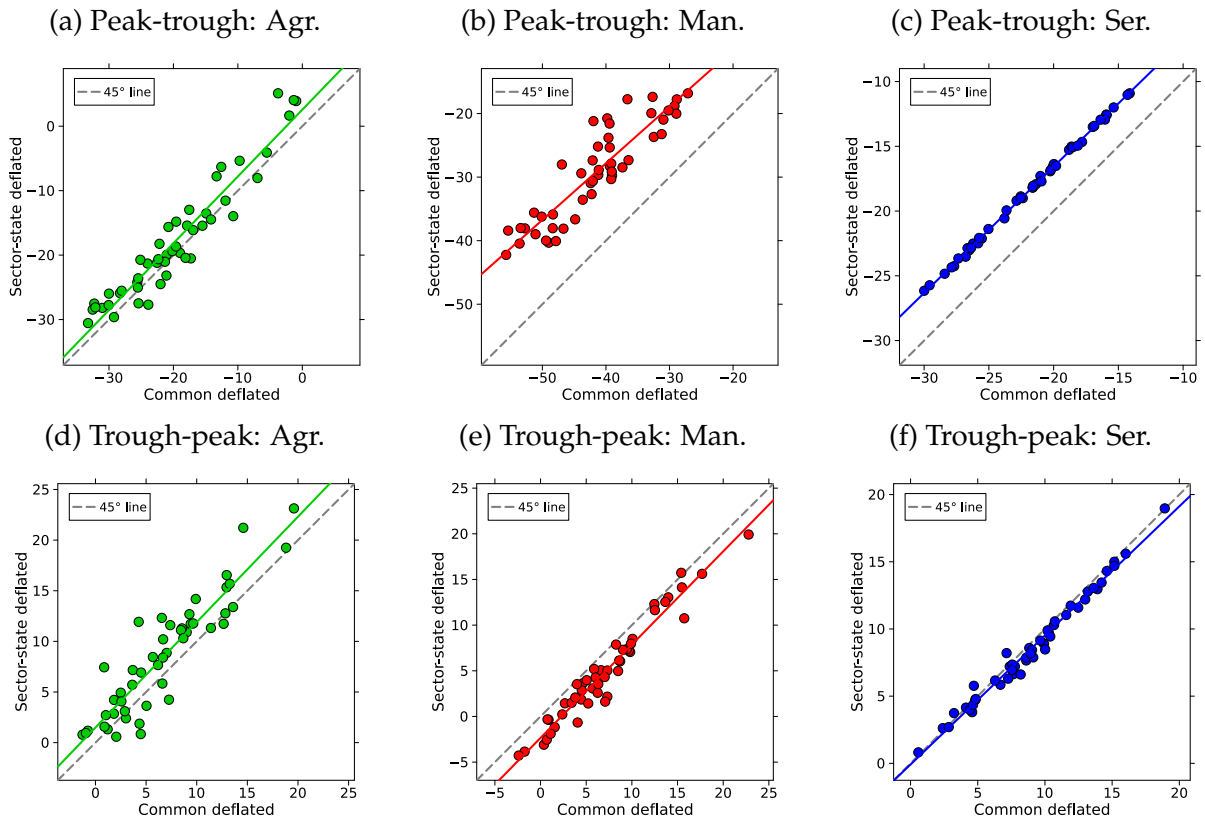 (a) Peak-trough: Agr.
(b) Peak-trough: Man.
(c) Peak-trough: Ser.
45° line
0
−10
−20
−30
Sector-state deflated
−30 −20 −10 0
Common deflated
45° line
−20
−30
−40
−50
Sector-state deflated
−50 −40 −30 −20
Common deflated
45° line
−10
−15
−20
−25
−30
Sector-state deflated
−30 −25 −20 −15 −10
Common deflated
(d) Trough-peak: Agr.
(e) Trough-peak: Man.
(f) Trough-peak: Ser.
45° line
25
20
15
10
5
0
Sector-state deflated
0 5 10 15 20 25
Common deflated
45° line
25
20
15
10
5
0
−5
Sector-state deflated
−5 0 5 10 15 20 25
Common deflated
45° line
20
15
10
5
0
Sector-state deflated
0 5 10 15 20
Common deflated